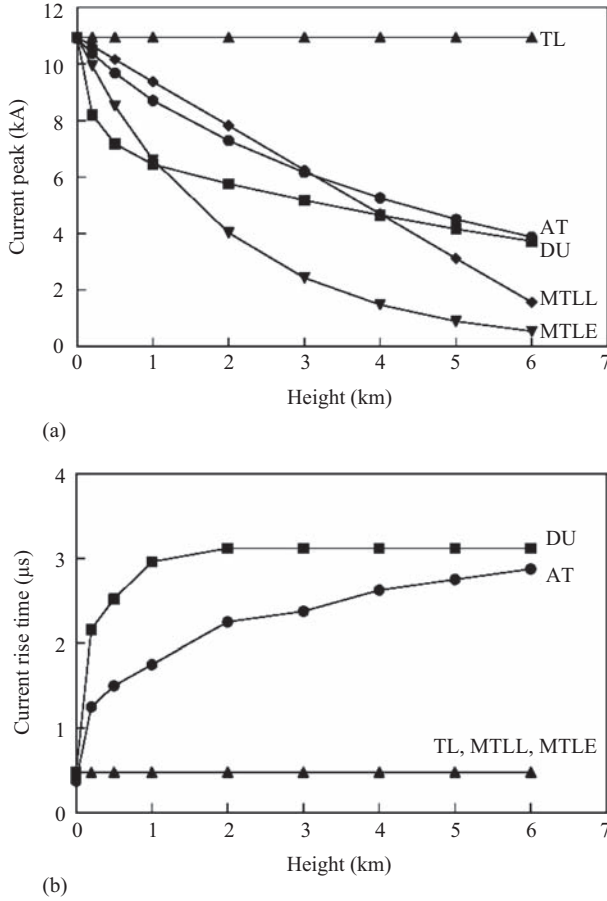 12
10
8
6
4
2
0
Current peak (kA)
TL
AT
DU
MTLL
MTLE
0 1 2 3 4 5 6 7
Height (km)
(a)
4
3
2
1
0
Current rise time (μs)
DU
AT
TL, MTLL, MTLE
0 1 2 3 4 5 6 7
Height (km)
(b)